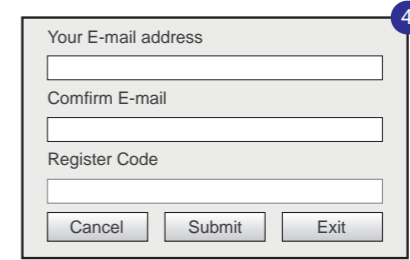 4
Your E-mail address
Comfirm E-mail
Register Code
Cancel Submit Exit